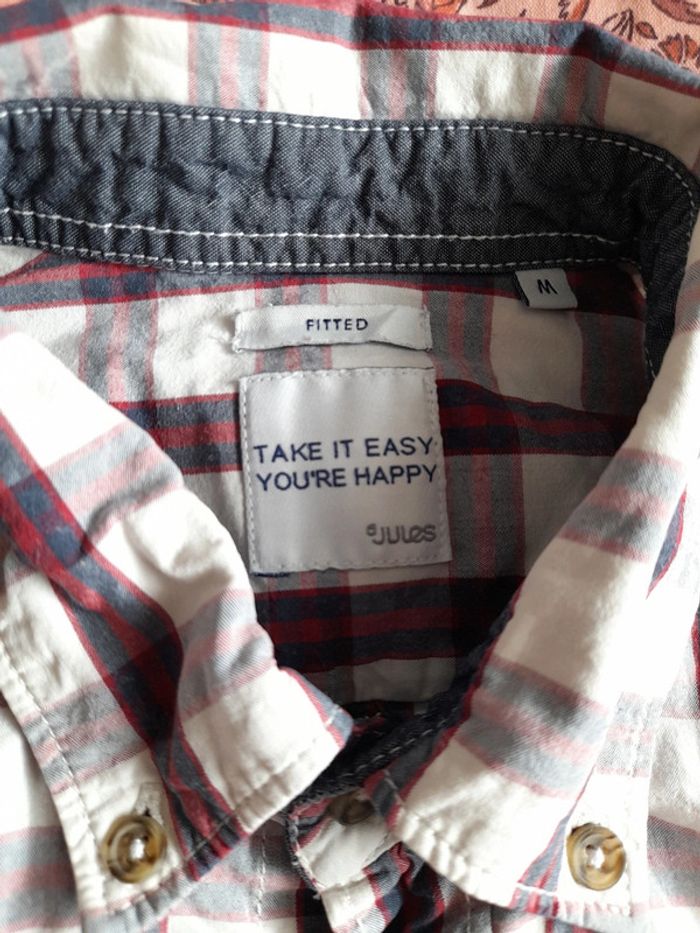 M
FITTED
TAKE IT EASY
YOU'RE HAPPY
JULES